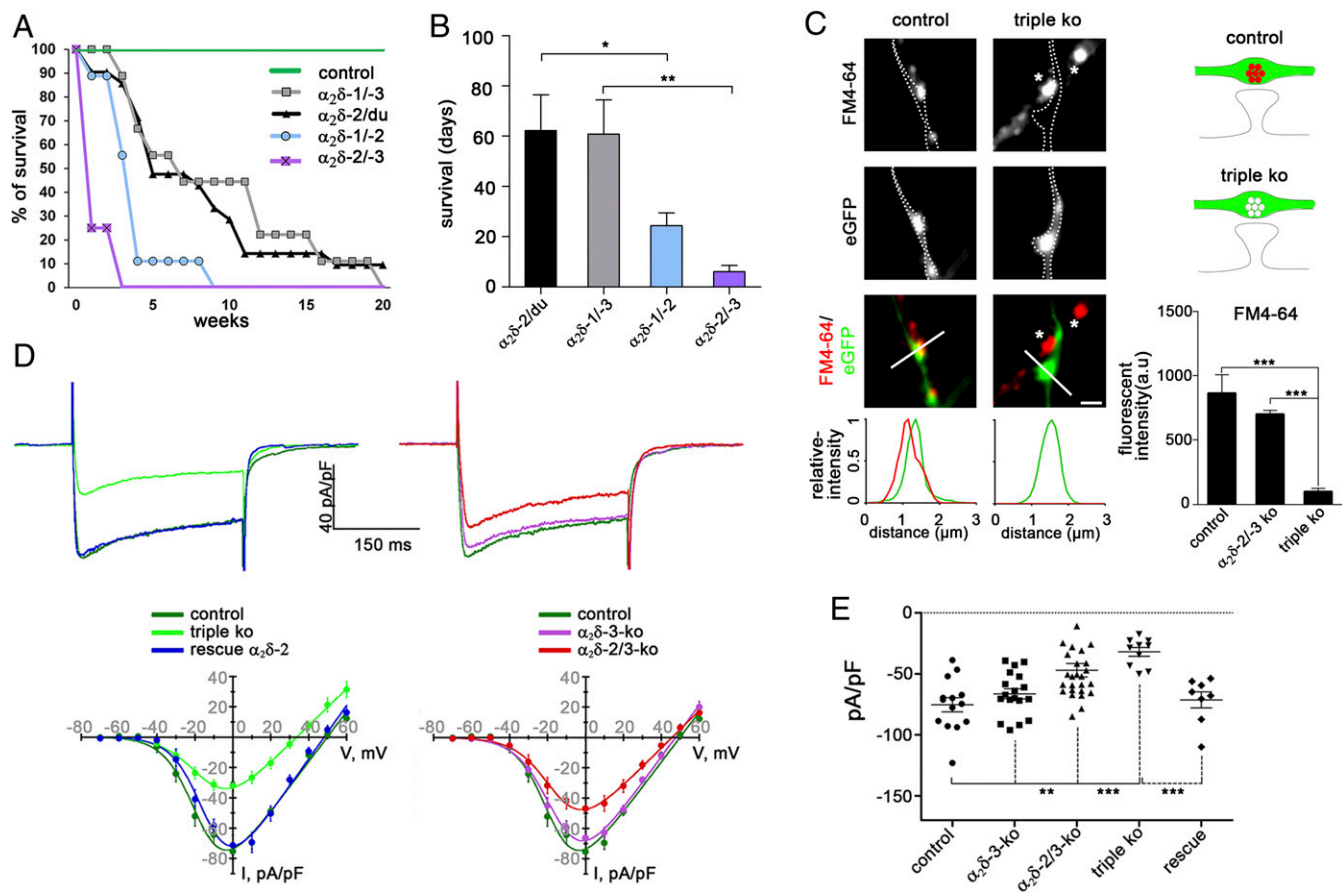 A
100
90
80
70
60
50
40
30
20
10
0
% of survival
0
5
10
15
20
weeks
control
α₂δ-1/-3
α₂δ-2/du
α₂δ-1/-2
α₂δ-2/-3
B
survival (days)
100
80
60
40
20
0
*
**
α₂δ-2/du
α₂δ-1/-3
α₂δ-1/-2
α₂δ-2/-3
C
control
triple ko
FM4-64
eGFP
FM4-64/
eGFP
*
*
*
*
relative-
intensity
1
0.5
0
0
1
2
3
distance (μm)
0
1
2
3
distance (μm)
control
triple ko
FM4-64
fluorescent
intensity(a.u)
1500
1000
500
0
***
***
control
α₂δ-2/-3 ko
triple ko
D
40 pA/pF
150 ms
control
triple ko
rescue α₂δ-2
40
20
-80
-60
-40
-20
0
20
40
60
V, mV
-20
-40
-60
-80
I, pA/pF
control
α₂δ-3-ko
α₂δ-2/3-ko
40
20
-80
-60
-40
-20
0
20
40
60
V, mV
-20
-40
-60
-80
I, pA/pF
E
pA/pF
0
-50
-100
-150
**
***
***
control
α₂δ-3-ko
α₂δ-2/3-ko
triple ko
rescue